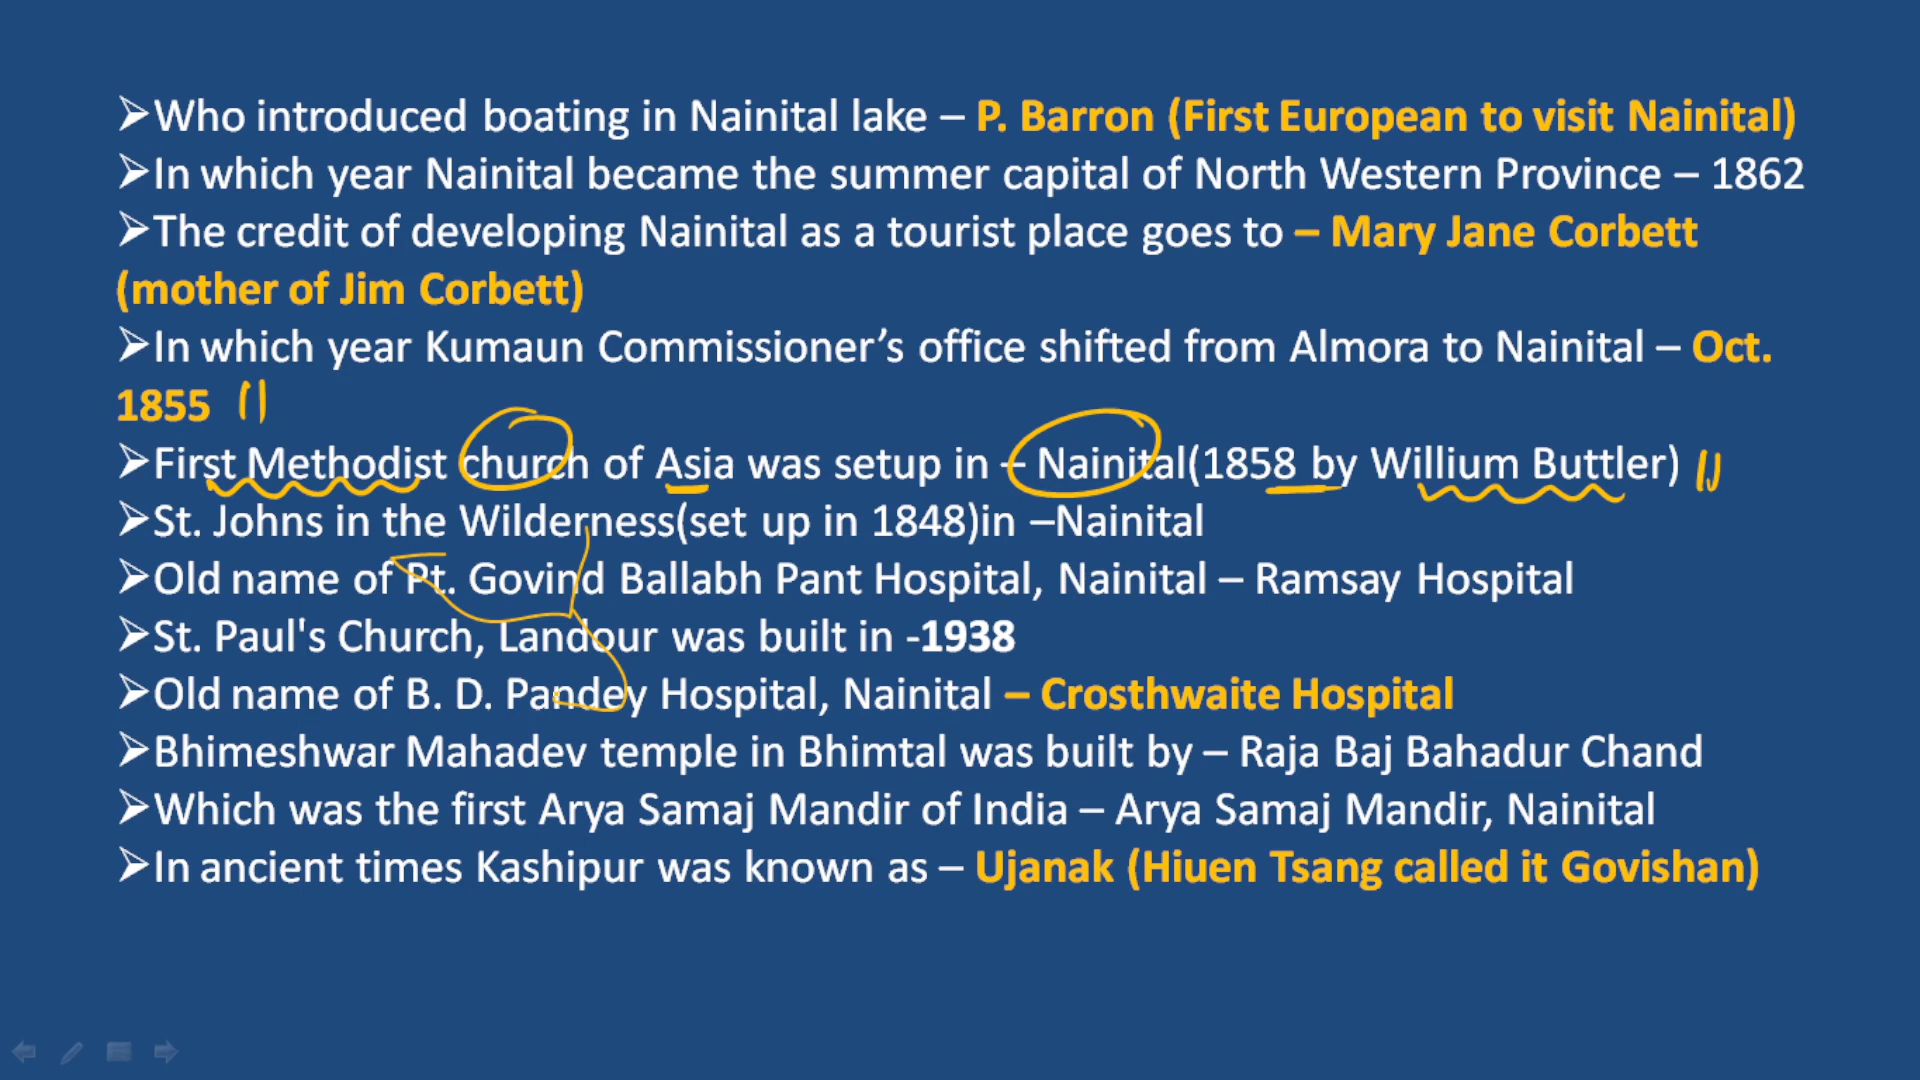 ➢Who introduced boating in Nainital lake – P. Barron (First European to visit Nainital)
➢In which year Nainital became the summer capital of North Western Province – 1862
➢The credit of developing Nainital as a tourist place goes to – Mary Jane Corbett
(mother of Jim Corbett)
➢In which year Kumaun Commissioner’s office shifted from Almora to Nainital – Oct.
1855
➢First Methodist church of Asia was setup in – Nainital(1858 by Willium Buttler)
➢St. Johns in the Wilderness(set up in 1848)in –Nainital
➢Old name of Pt. Govind Ballabh Pant Hospital, Nainital – Ramsay Hospital
➢St. Paul's Church, Landour was built in -1938
➢Old name of B. D. Pandey Hospital, Nainital – Crosthwaite Hospital
➢Bhimeshwar Mahadev temple in Bhimtal was built by – Raja Baj Bahadur Chand
➢Which was the first Arya Samaj Mandir of India – Arya Samaj Mandir, Nainital
➢In ancient times Kashipur was known as – Ujanak (Hiuen Tsang called it Govishan)